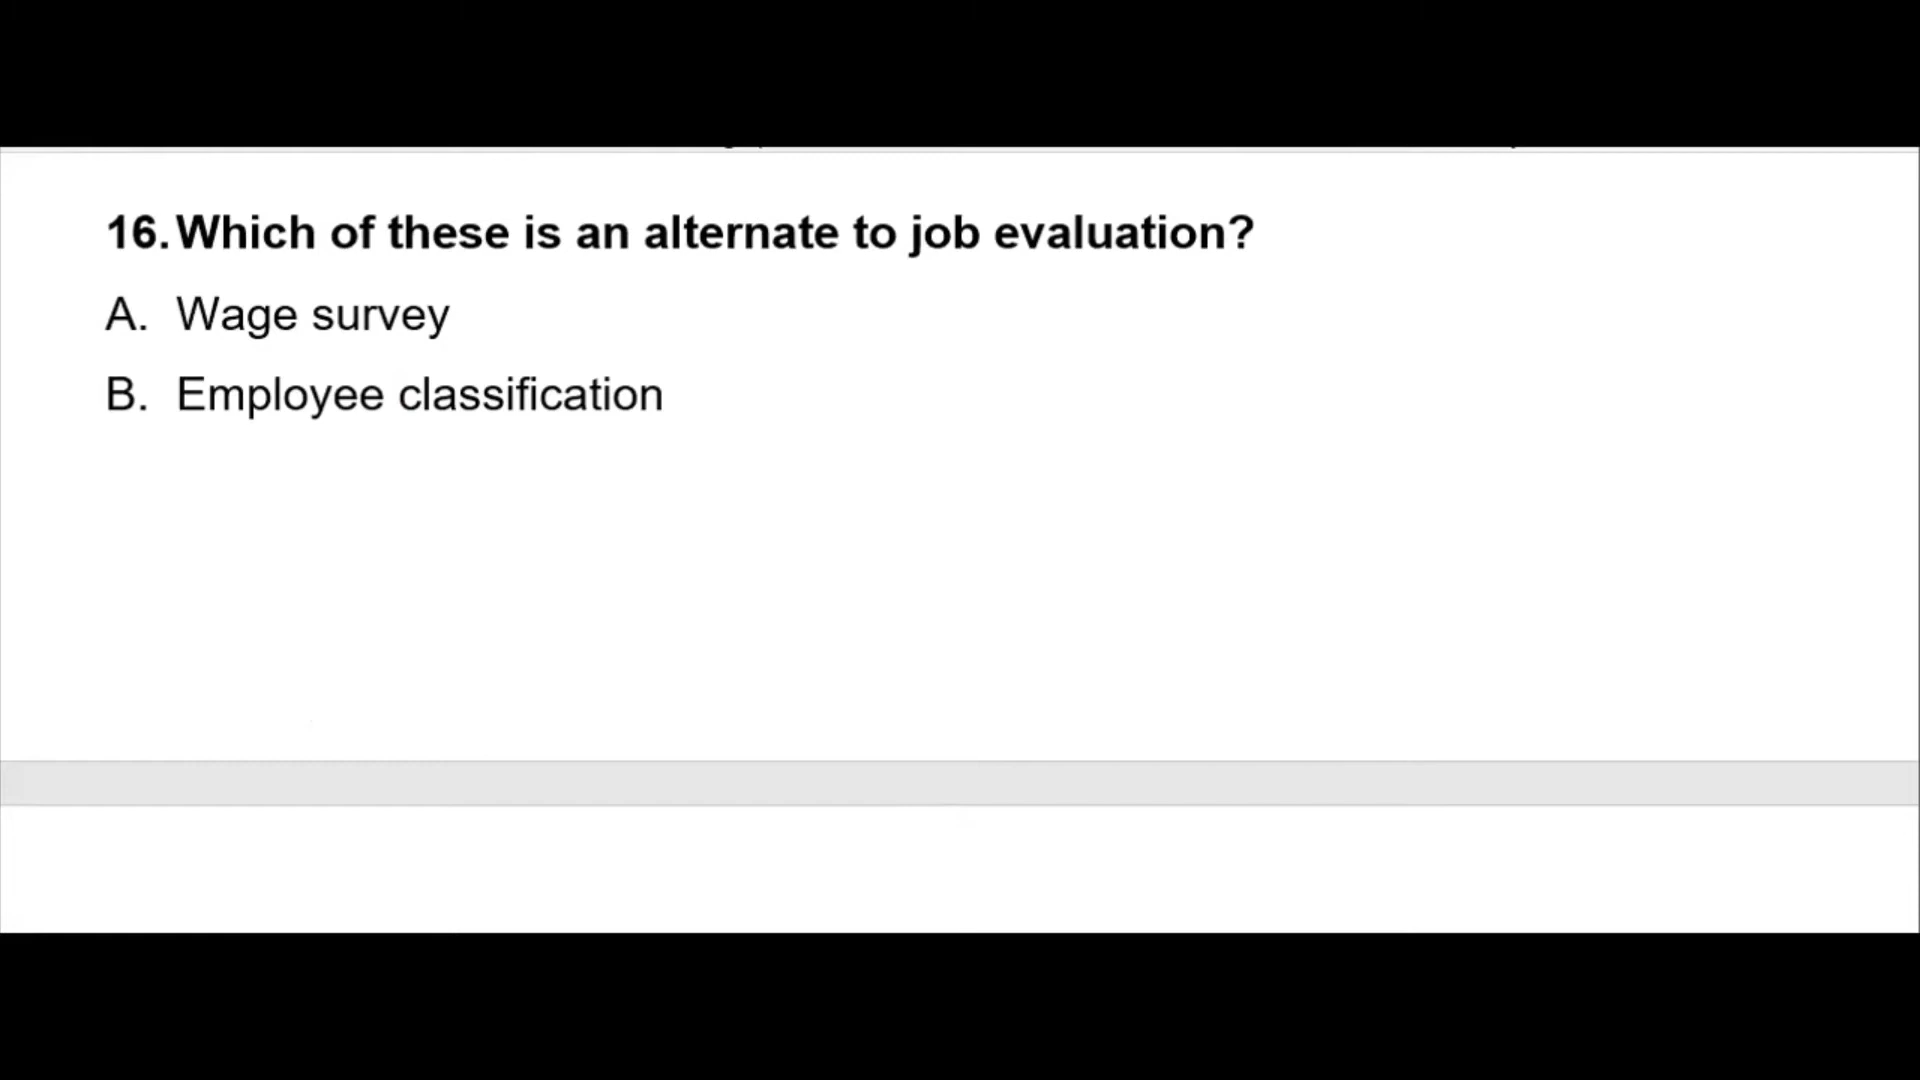 16. Which of these is an alternate to job evaluation?
A. Wage survey
B. Employee classification